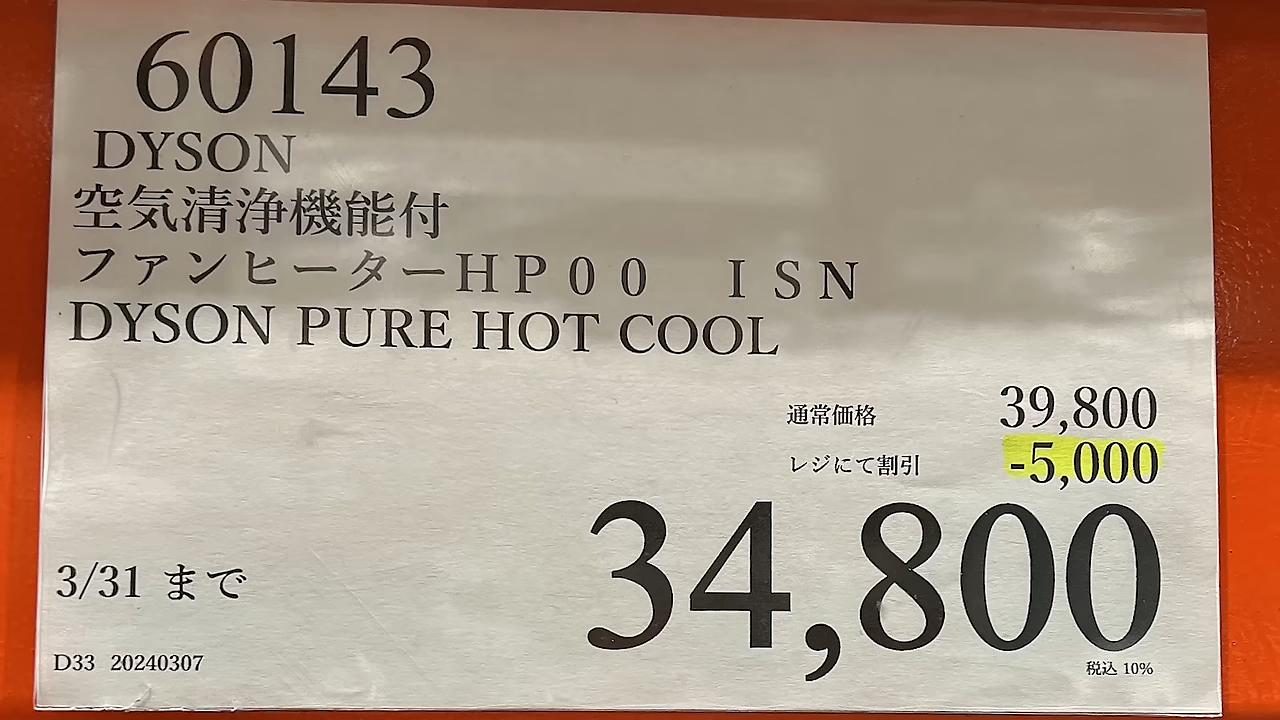 60143
DYSON
空気清浄機能付
ファンヒーターＨＰ００　ＩＳＮ
DYSON PURE HOT COOL
通常価格 39,800
レジにて割引 -5,000
34,800
3/31 まで
税込 10%
D33 20240307